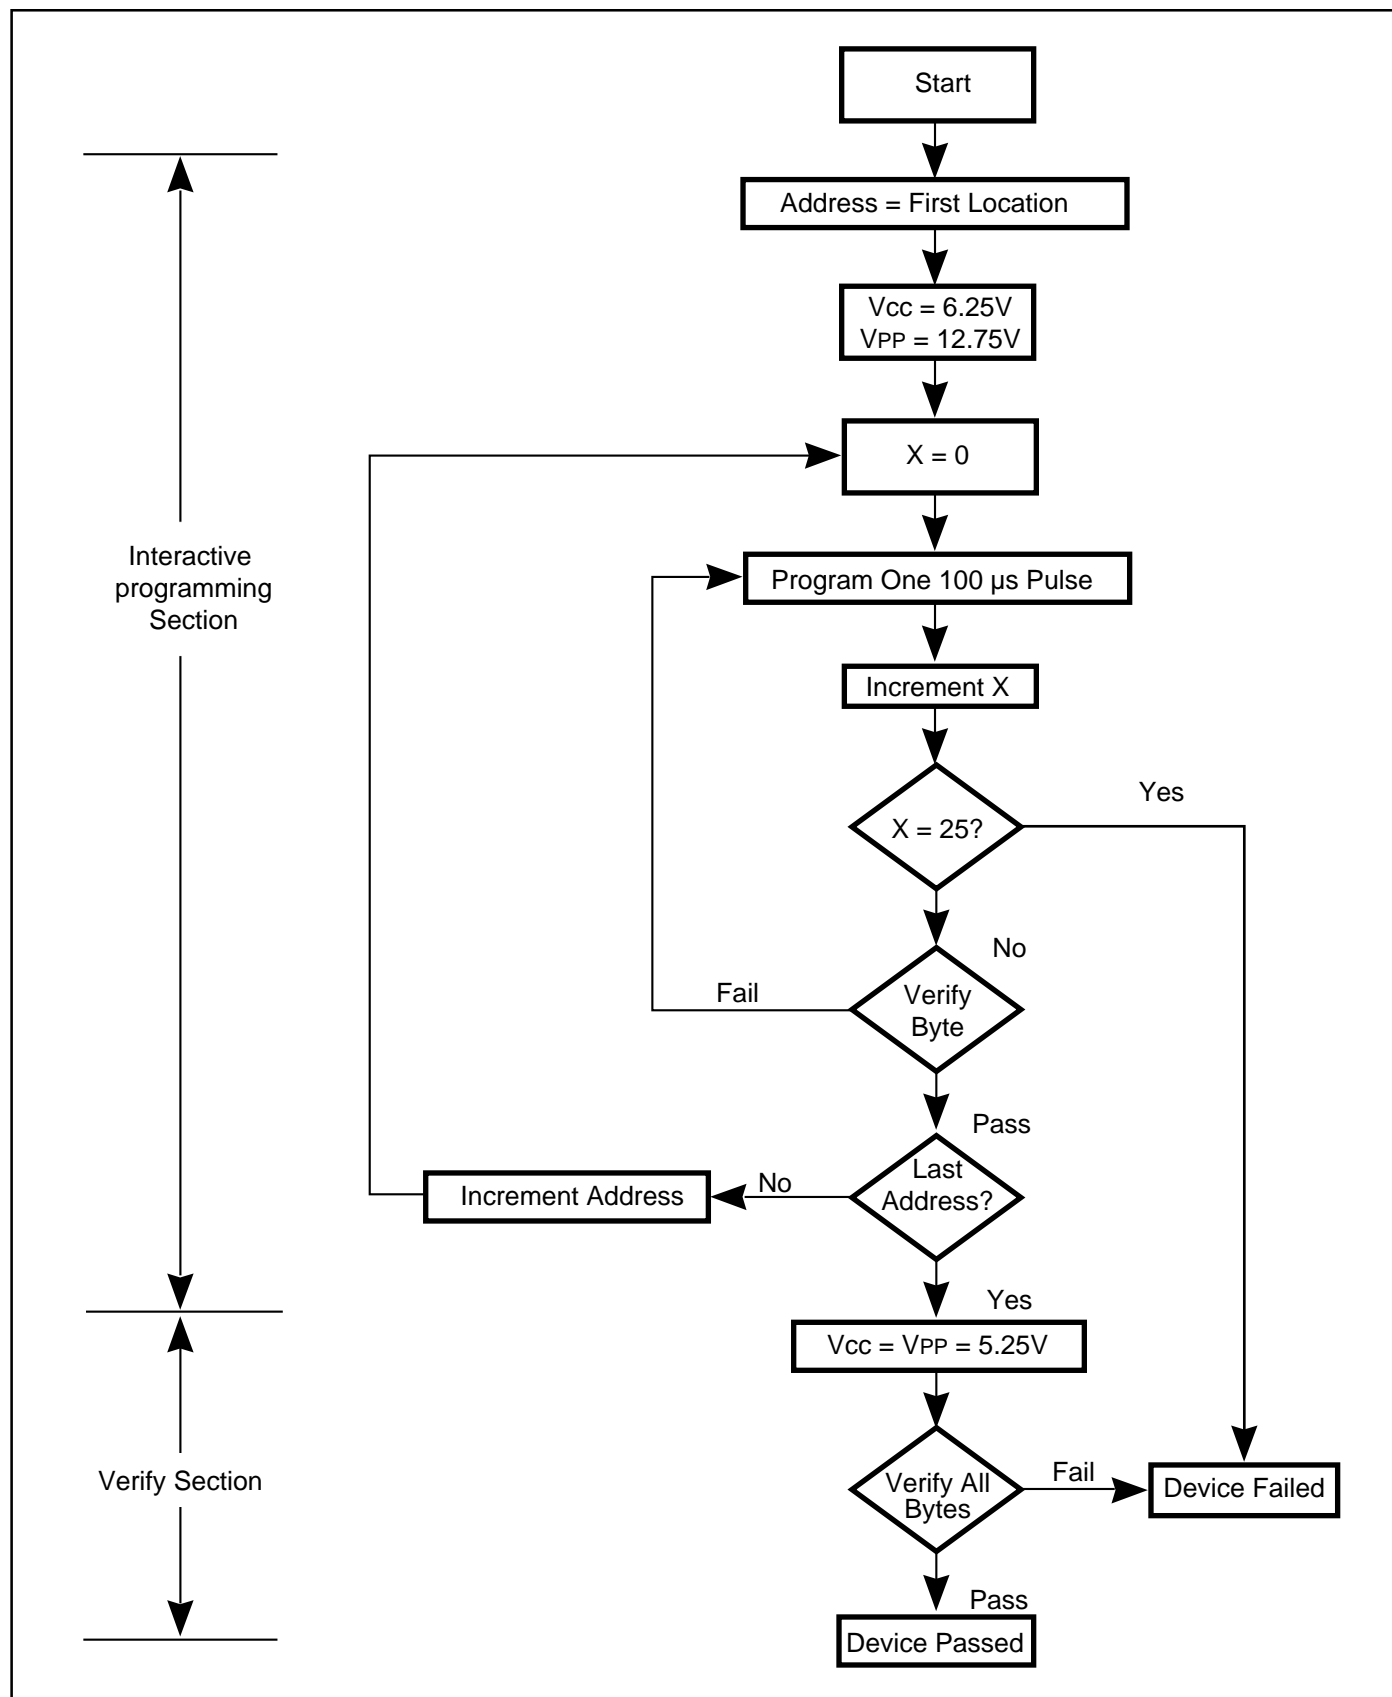 Start
Address = First Location
Vcc = 6.25V
VPP = 12.75V
X = 0
Interactive
programming
Section
Program One 100 µs Pulse
Increment X
Yes
X = 25?
No
Fail
Verify
Byte
Pass
Last
Address?
No
Increment Address
Yes
Vcc = VPP = 5.25V
Verify Section
Verify All
Bytes
Fail
Device Failed
Pass
Device Passed